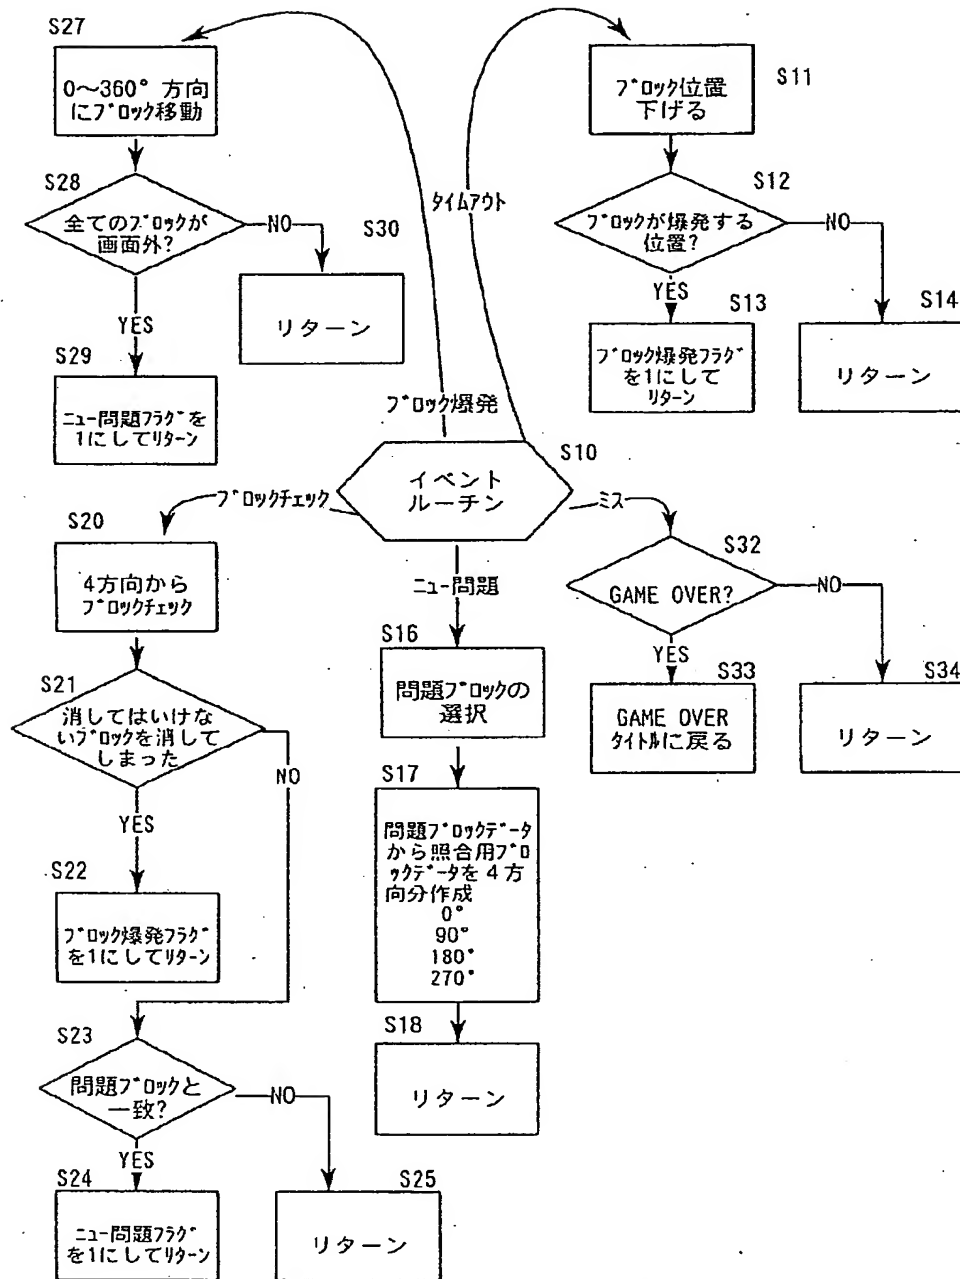 S27
0〜360° 方向
にﾌﾞﾛｯｸ移動
S28
全てのﾌﾞﾛｯｸが
画面外?
NO
S30
リターン
YES
S29
ﾆｭｰ問題ﾌﾗｸﾞを
1にしてﾘﾀｰﾝ
ﾌﾞﾛｯｸ爆発
ﾀｲﾑｱｳﾄ
S11
ﾌﾞﾛｯｸ位置
下げる
S12
ﾌﾞﾛｯｸが爆発する
位置?
NO
YES
S13
ﾌﾞﾛｯｸ爆発ﾌﾗｸﾞ
を1にして
ﾘﾀｰﾝ
S14
リターン
S10
イベント
ルーチン
ﾌﾞﾛｯｸﾁｪｯｸ
S20
4方向から
ﾌﾞﾛｯｸﾁｪｯｸ
S21
消してはいけな
いﾌﾞﾛｯｸを消して
しまった
NO
YES
S22
ﾌﾞﾛｯｸ爆発ﾌﾗｸﾞ
を1にしてﾘﾀｰﾝ
S23
問題ﾌﾞﾛｯｸと
一致?
NO
YES
S24
ﾆｭｰ問題ﾌﾗｸﾞ
を1にしてﾘﾀｰﾝ
S25
リターン
ﾆｭｰ問題
S16
問題ﾌﾞﾛｯｸの
選択
S17
問題ﾌﾞﾛｯｸﾃﾞｰﾀ
から照合用ﾌﾞﾛ
ｯｸﾃﾞｰﾀを4方
向分作成
0°
90°
180°
270°
S18
リターン
ﾐｽ
S32
GAME OVER?
NO
YES
S33
GAME OVER
ﾀｲﾄﾙに戻る
S34
リターン